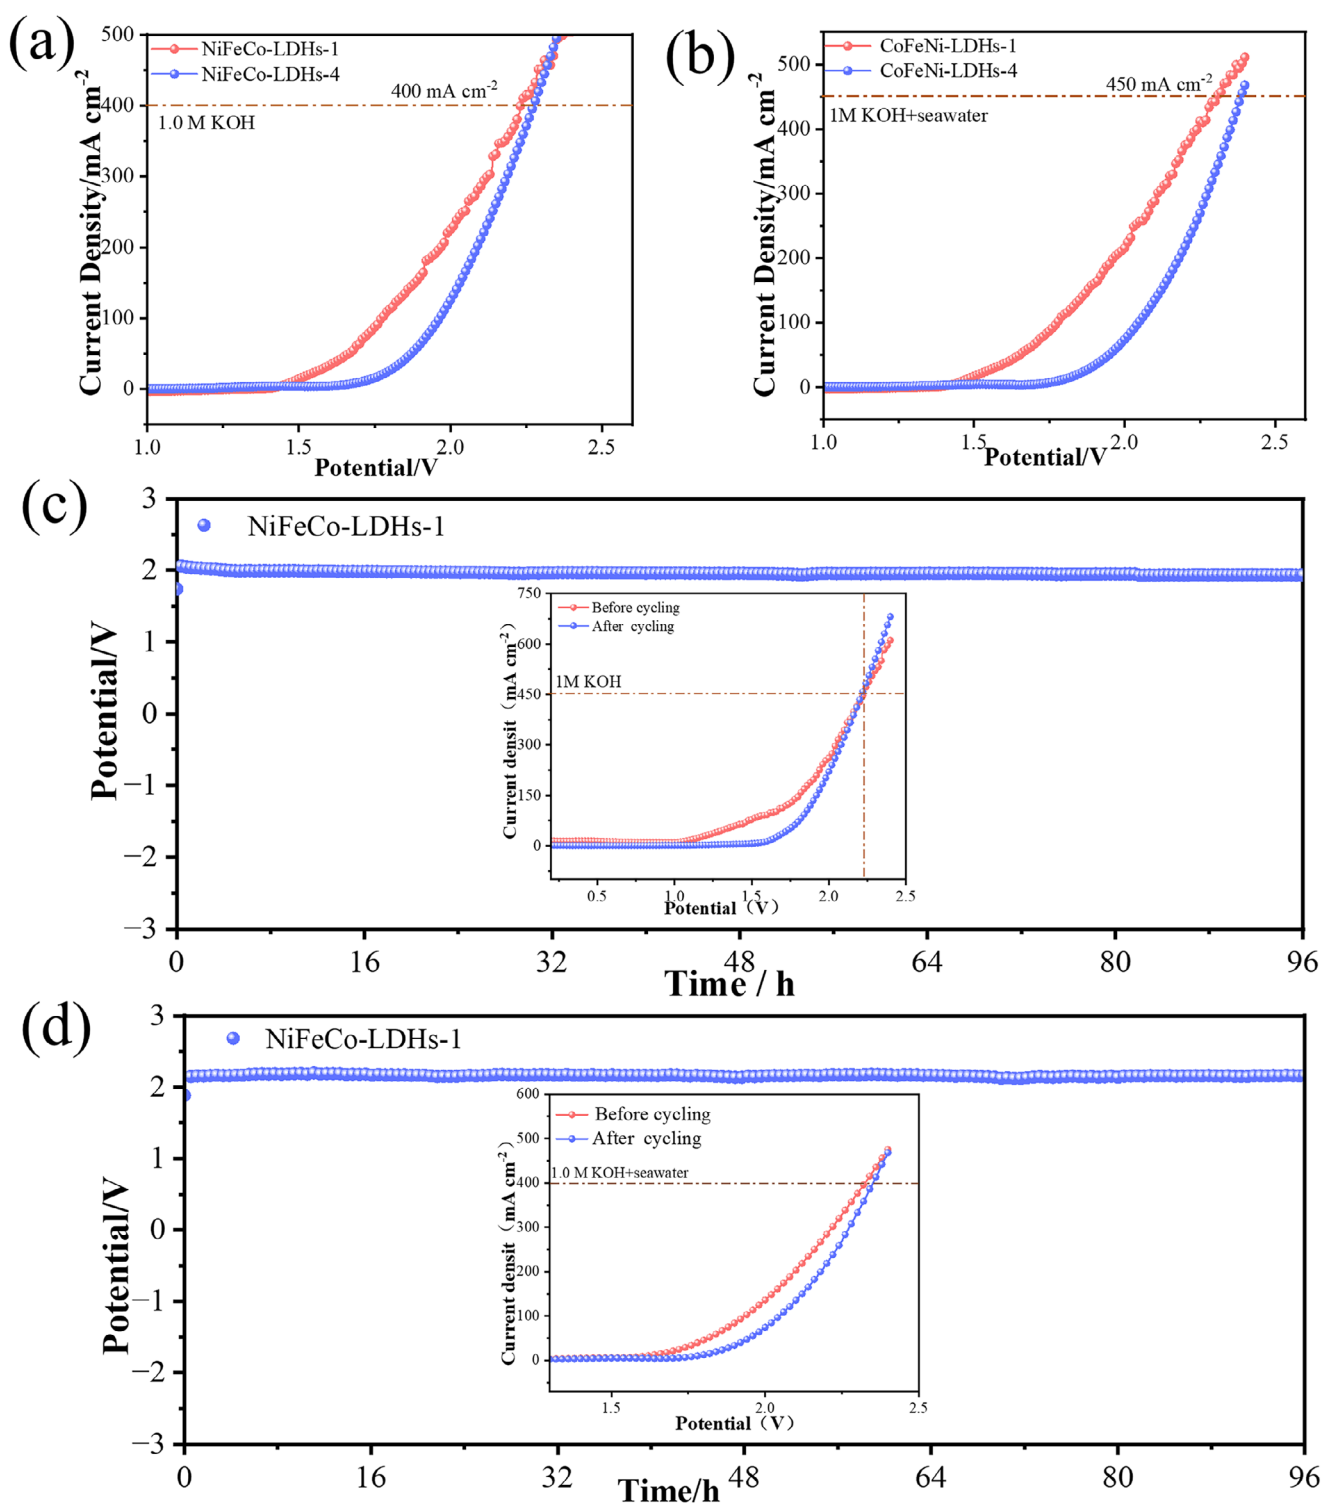 (a)
500
400
300
200
100
0
Current Density/mA cm-2
NiFeCo-LDHs-1
NiFeCo-LDHs-4
400 mA cm-2
1.0 M KOH
1.0 1.5 2.0 2.5
Potential/V
(b)
500
400
300
200
100
0
Current Density/mA cm-2
CoFeNi-LDHs-1
CoFeNi-LDHs-4
450 mA cm-2
1M KOH+seawater
1.0 1.5 2.0 2.5
Potential/V
(c)
3
2
1
0
−1
−2
−3
Potential/V
NiFeCo-LDHs-1
750
600
450
300
150
0
Current densit（mA cm-2）
Before cycling
After cycling
1M KOH
0.5 1.0 1.5 2.0 2.5
Potential（V）
0 16 32 48 64 80 96
Time / h
(d)
3
2
1
0
−1
−2
−3
Potential/V
NiFeCo-LDHs-1
600
500
400
300
200
100
0
Current densit（mA cm-2）
Before cycling
After cycling
1.0 M KOH+seawater
1.5 2.0 2.5
Potential（V）
0 16 32 48 64 80 96
Time/h